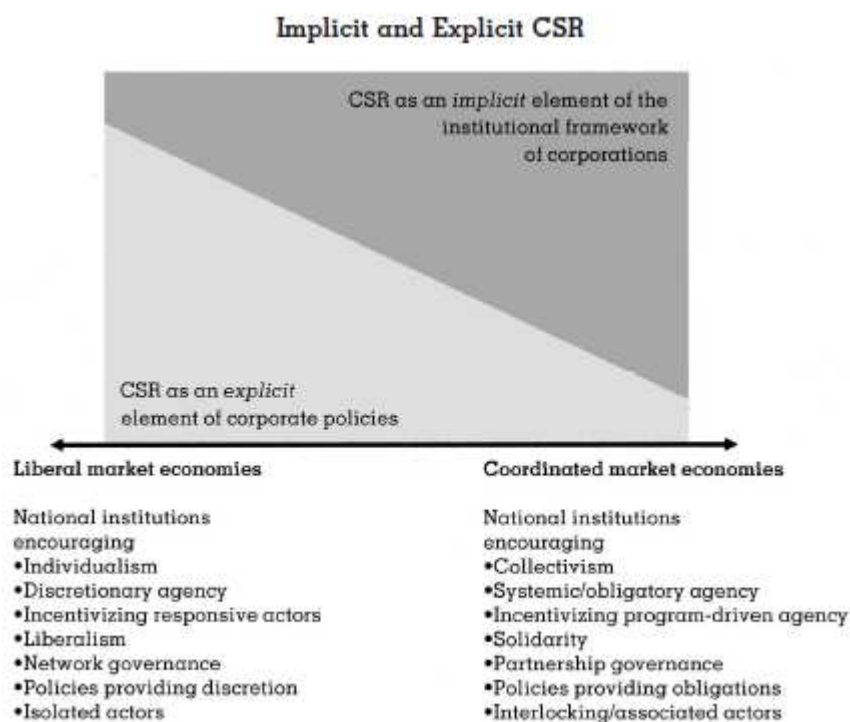 Implicit and Explicit CSR
CSR as an implicit element of the
institutional framework
of corporations
CSR as an explicit
element of corporate policies
Liberal market economies
National institutions
encouraging
•Individualism
•Discretionary agency
•Incentivizing responsive actors
•Liberalism
•Network governance
•Policies providing discretion
•Isolated actors
Coordinated market economies
National institutions
encouraging
•Collectivism
•Systemic/obligatory agency
•Incentivizing program-driven agency
•Solidarity
•Partnership governance
•Policies providing obligations
•Interlocking/associated actors